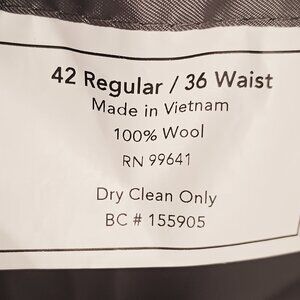 42 Regular / 36 Waist
Made in Vietnam
100% Wool
RN 99641
Dry Clean Only
BC # 155905